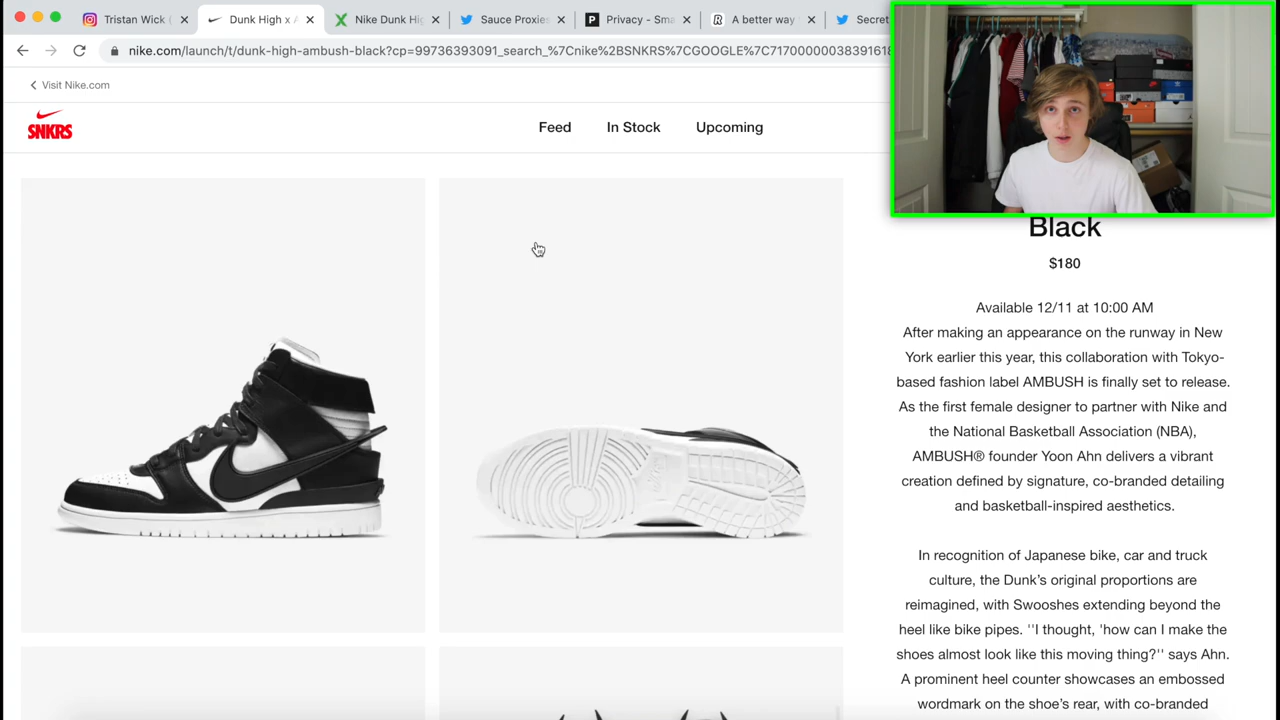 Tristan Wick (
Dunk High x A
Nike Dunk Hig
Sauce Proxies
Privacy - Sma
A better way
Secret
nike.com/launch/t/dunk-high-ambush-black?cp=99736393091_search_%7Cnike%2BSNKRS%7CGOOGLE%7C71700000038391618
Visit Nike.com
SNKRS
Feed
In Stock
Upcoming
Black
$180
Available 12/11 at 10:00 AM
After making an appearance on the runway in New
York earlier this year, this collaboration with Tokyo-
based fashion label AMBUSH is finally set to release.
As the first female designer to partner with Nike and
the National Basketball Association (NBA),
AMBUSH® founder Yoon Ahn delivers a vibrant
creation defined by signature, co-branded detailing
and basketball-inspired aesthetics.
In recognition of Japanese bike, car and truck
culture, the Dunk’s original proportions are
reimagined, with Swooshes extending beyond the
heel like bike pipes. ''I thought, 'how can I make the
shoes almost look like this moving thing?'' says Ahn.
A prominent heel counter showcases an embossed
wordmark on the shoe’s rear, with co-branded